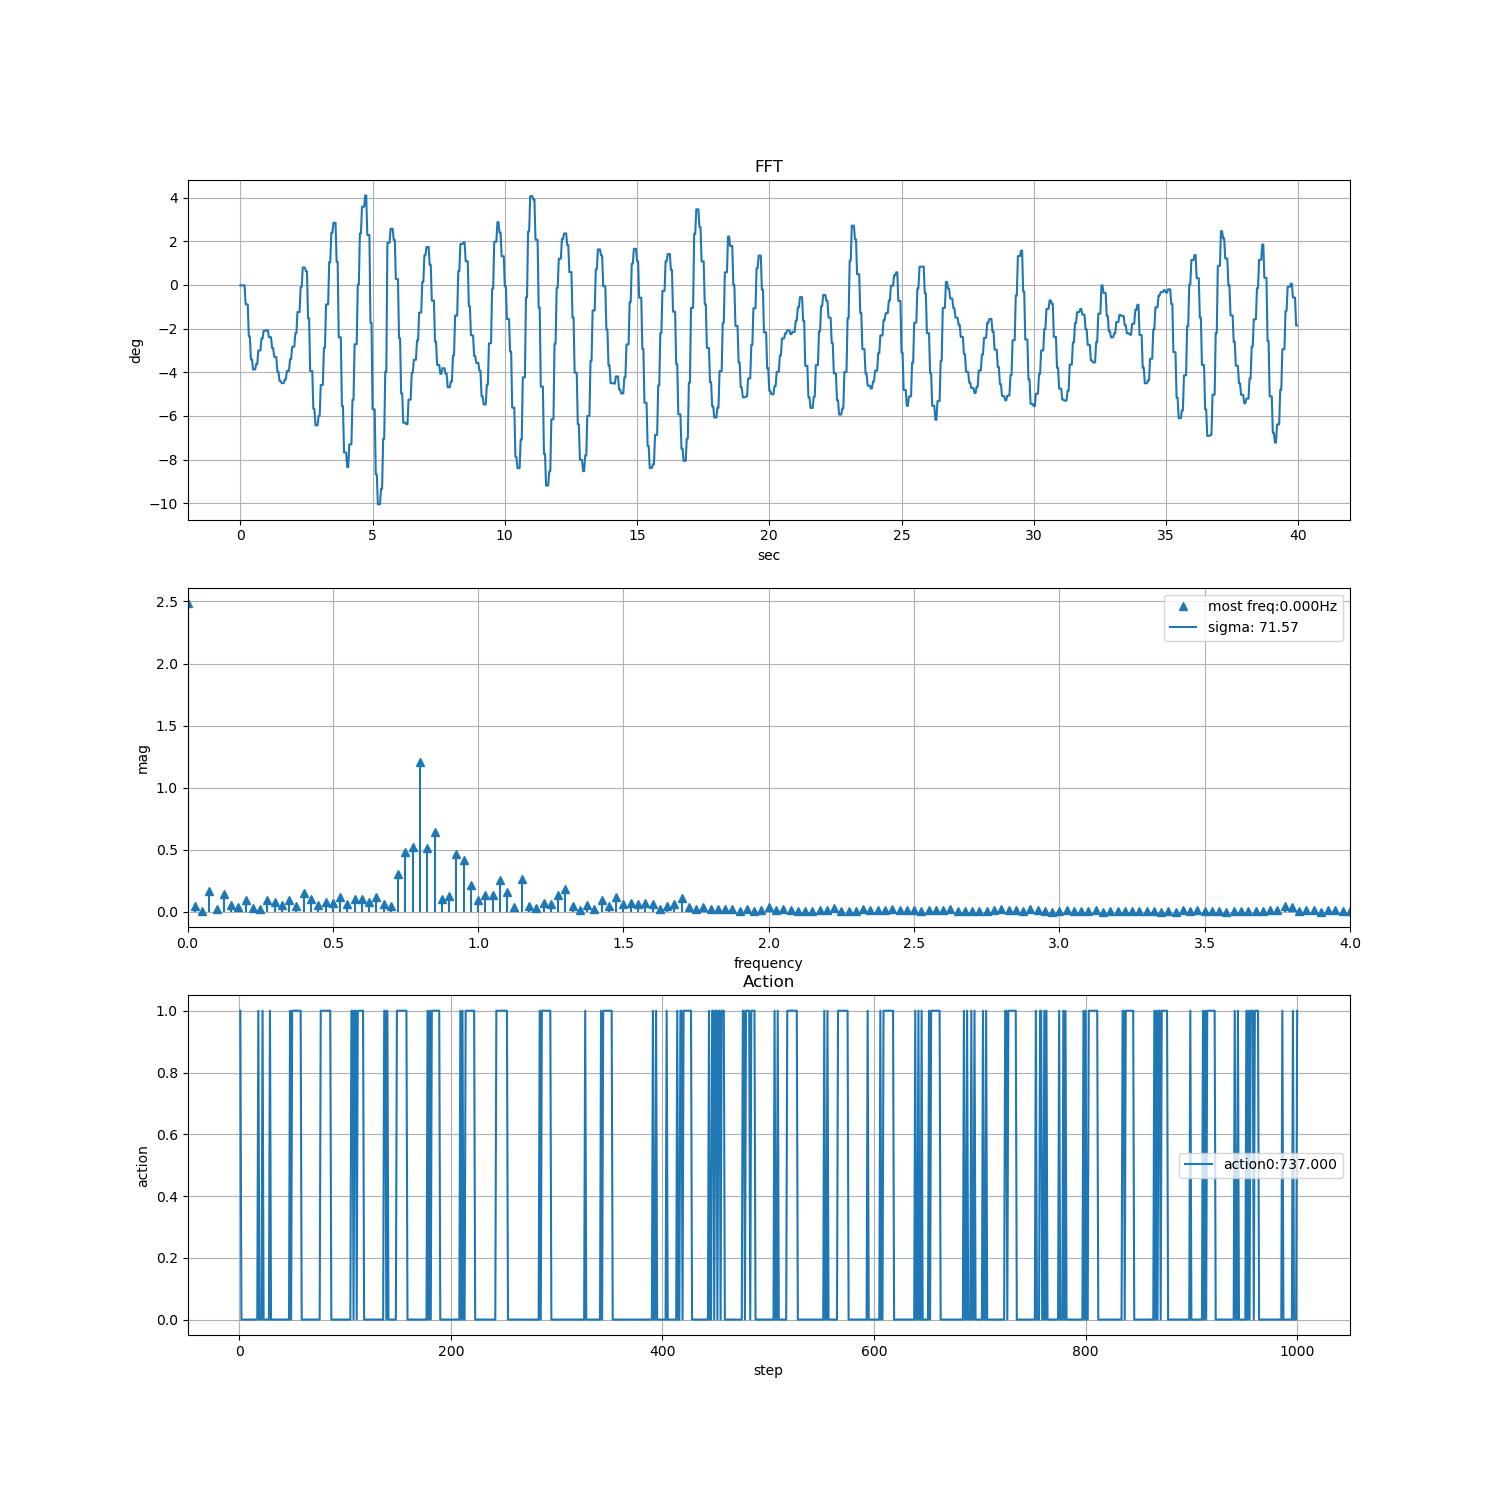 FFT
4
2
0
−2
−4
−6
−8
−10
deg
0 5 10 15 20 25 30 35 40
sec
2.5
2.0
1.5
1.0
0.5
0.0
mag
most freq:0.000Hz
sigma: 71.57
0.0 0.5 1.0 1.5 2.0 2.5 3.0 3.5 4.0
frequency
Action
1.0
0.8
0.6
0.4
0.2
0.0
action
action0:737.000
0 200 400 600 800 1000
step